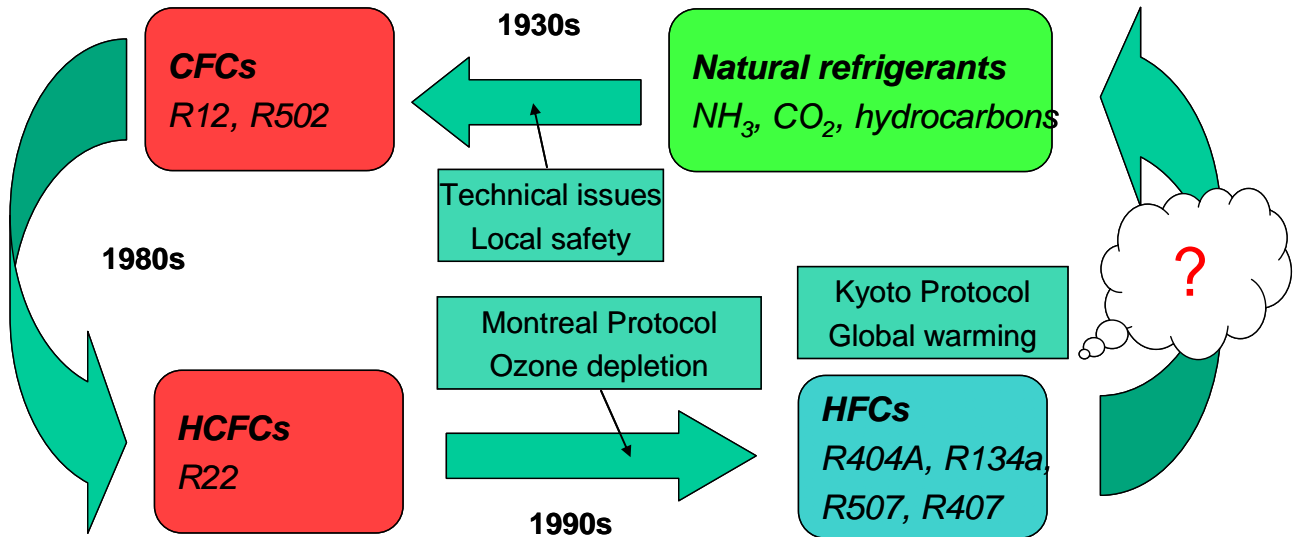 1930s
CFCs
R12, R502
Natural refrigerants
NH₃, CO₂, hydrocarbons
Technical issues
Local safety
1980s
?
Kyoto Protocol
Global warming
Montreal Protocol
Ozone depletion
HCFCs
R22
HFCs
R404A, R134a,
R507, R407
1990s